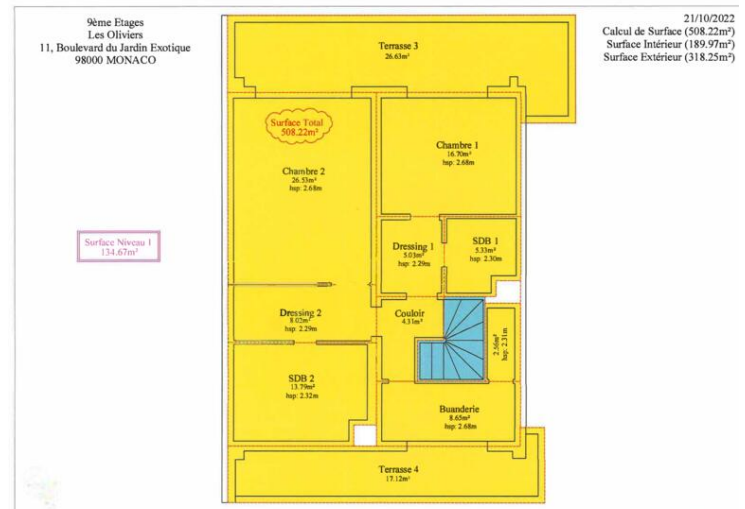 9ème Etages
Les Oliviers
11, Boulevard du Jardin Exotique
98000 MONACO
21/10/2022
Calcul de Surface (508.22m²)
Surface Intérieur (189.97m²)
Surface Extérieur (318.25m²)
Terrasse 3
26.63m²
Surface Total
508.22m²
Chambre 1
16.70m²
hsp: 2.68m
Chambre 2
26.53m²
hsp: 2.68m
Surface Niveau 1
134.67m²
Dressing 1
5.03m²
hsp: 2.29m
SDB 1
5.33m²
hsp: 2.30m
Dressing 2
8.02m²
hsp: 2.29m
Couloir
4.31m²
2.56m²
hsp: 2.31m
SDB 2
13.79m²
hsp: 2.32m
Buanderie
8.65m²
hsp: 2.68m
Terrasse 4
17.12m²